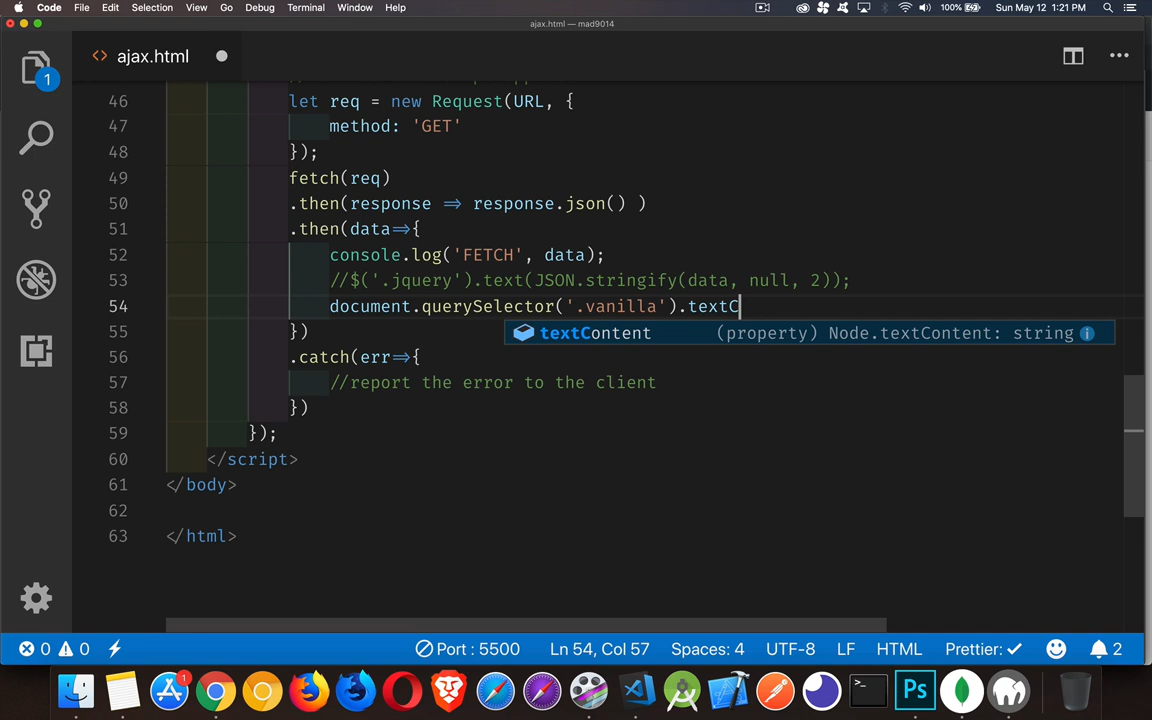 Code File Edit Selection View Go Debug Terminal Window Help 100% Sun May 12 1:21 PM
ajax.html — mad9014
1
<> ajax.html
46 let req = new Request(URL, {
47 method: 'GET'
48 });
49 fetch(req)
50 .then(response => response.json() )
51 .then(data=>{
52 console.log('FETCH', data);
53 //$('.jquery').text(JSON.stringify(data, null, 2));
54 document.querySelector('.vanilla').textC
textContent (property) Node.textContent: string
55 })
56 .catch(err=>{
57 //report the error to the client
58 })
59 });
60 </script>
61 </body>
62
63 </html>
0 0 Port : 5500 Ln 54, Col 57 Spaces: 4 UTF-8 LF HTML Prettier: ✓ 2
1
>_
Ps